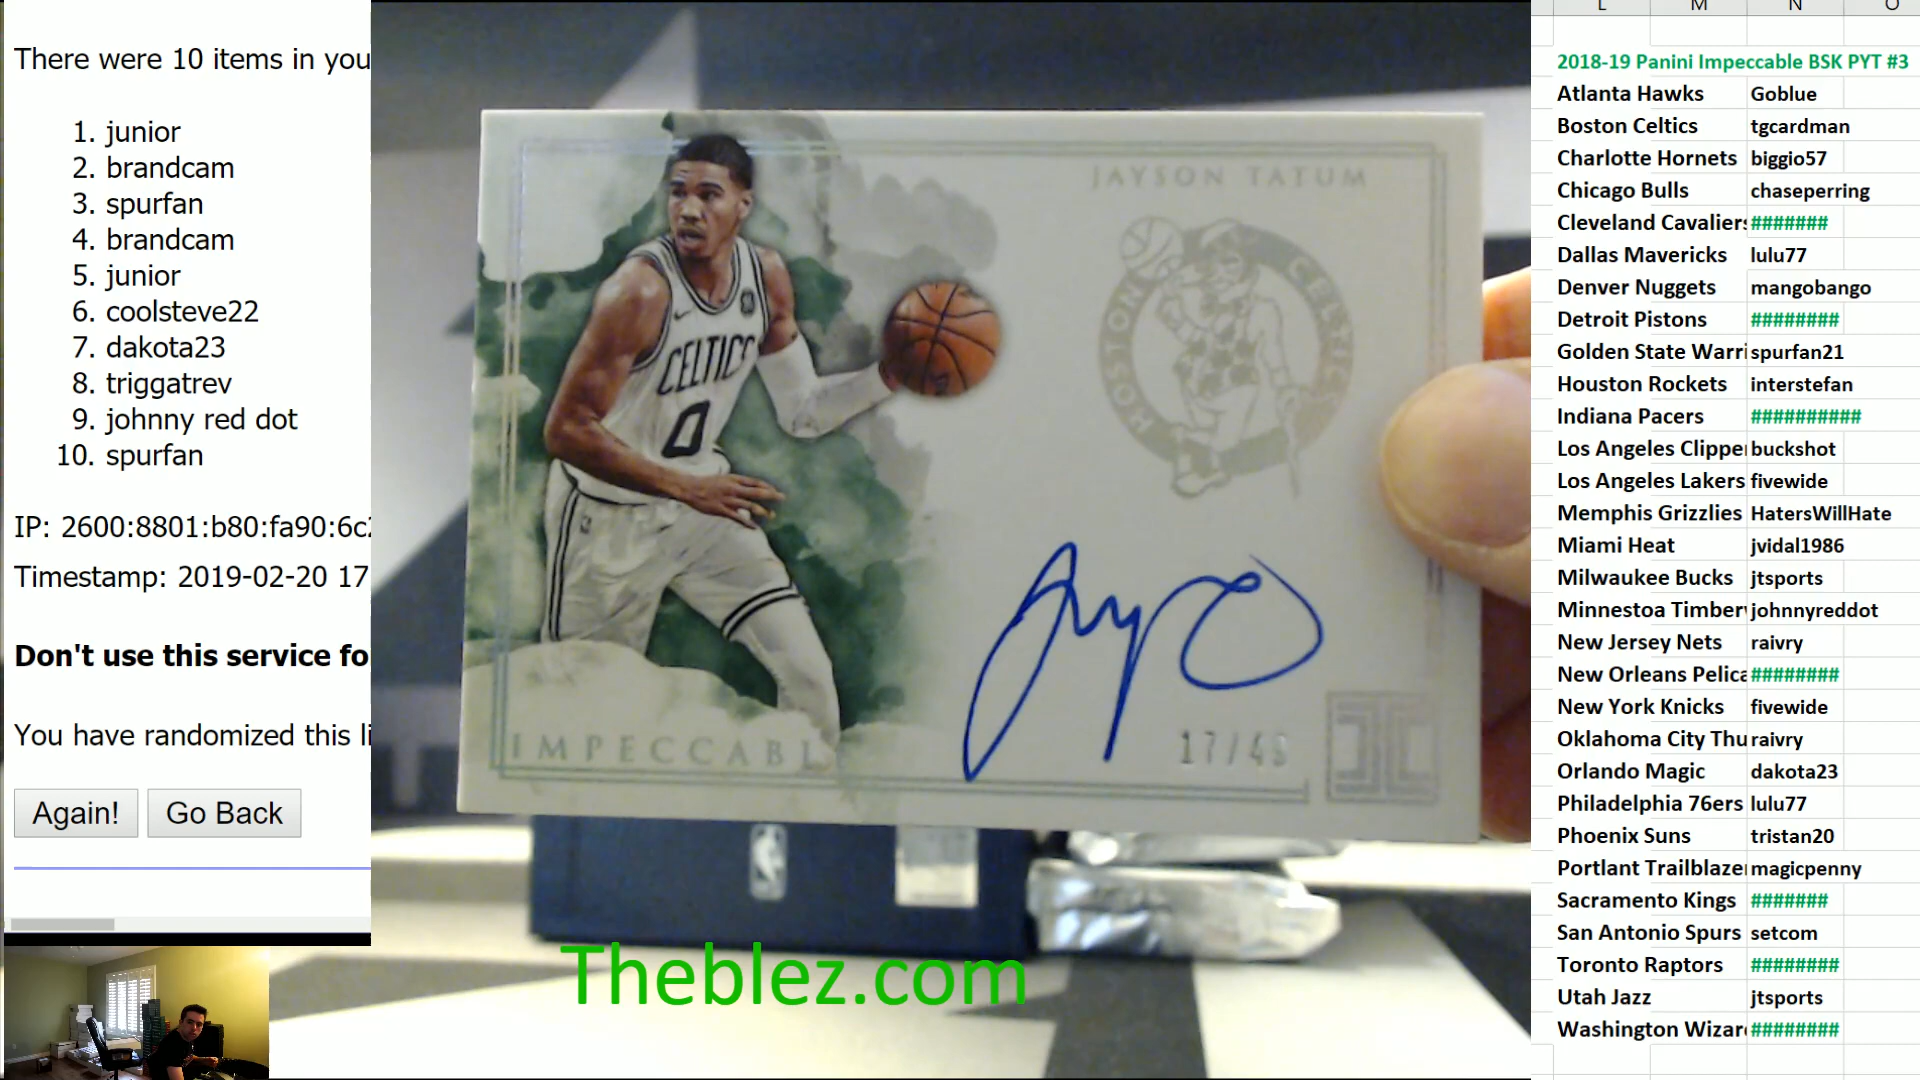 There were 10 items in you
1. junior
2. brandcam
3. spurfan
4. brandcam
5. junior
6. coolsteve22
7. dakota23
8. triggatrev
9. johnny red dot
10. spurfan
IP: 2600:8801:b80:fa90:6c
Timestamp: 2019-02-20 17
Don't use this service fo
You have randomized this li
Again! Go Back
JAYSON TATUM
BOSTON CELTICS
CELTICS
0
IMPECCABL
17/49
Theblez.com
L M N O
2018-19 Panini Impeccable BSK PYT #3
Atlanta Hawks Goblue
Boston Celtics tgcardman
Charlotte Hornets biggio57
Chicago Bulls chaseperring
Cleveland Cavaliers #######
Dallas Mavericks lulu77
Denver Nuggets mangobango
Detroit Pistons ########
Golden State Warri spurfan21
Houston Rockets interstefan
Indiana Pacers ##########
Los Angeles Clipper buckshot
Los Angeles Lakers fivewide
Memphis Grizzlies HatersWillHate
Miami Heat jvidal1986
Milwaukee Bucks jtsports
Minnestoa Timberw johnnyreddot
New Jersey Nets raivry
New Orleans Pelica ########
New York Knicks fivewide
Oklahoma City Thu raivry
Orlando Magic dakota23
Philadelphia 76ers lulu77
Phoenix Suns tristan20
Portlant Trailblazer magicpenny
Sacramento Kings #######
San Antonio Spurs setcom
Toronto Raptors ########
Utah Jazz jtsports
Washington Wizar ########